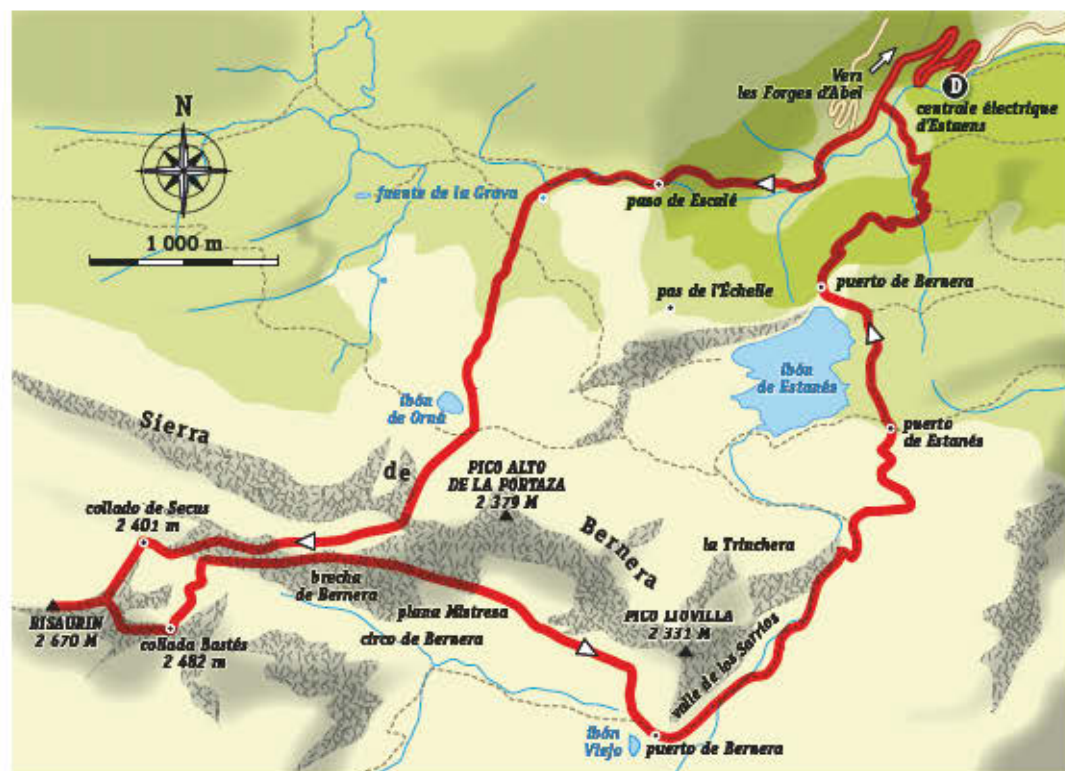 Vers
les Forges d'Abel
D
centrale électrique
d'Estaens
N
fuente de la Grava
paso de Escalé
1 000 m
puerto de Bernera
pas de l'Échelle
ibón
de Estanés
ibón
de Orná
Sierra
de
Bernera
puerto
de Estanés
PICO ALTO
DE LA PORTAZA
2 379 M
collado de Secus
2 401 m
la Trinchera
brecha
de Bernera
plana Mistresa
RISAURIN
2 670 M
PICO LIOVILLA
2 331 M
valle de los Sarrios
collada Bastés
2 482 m
circo de Bernera
ibón
Viejo
puerto de Bernera